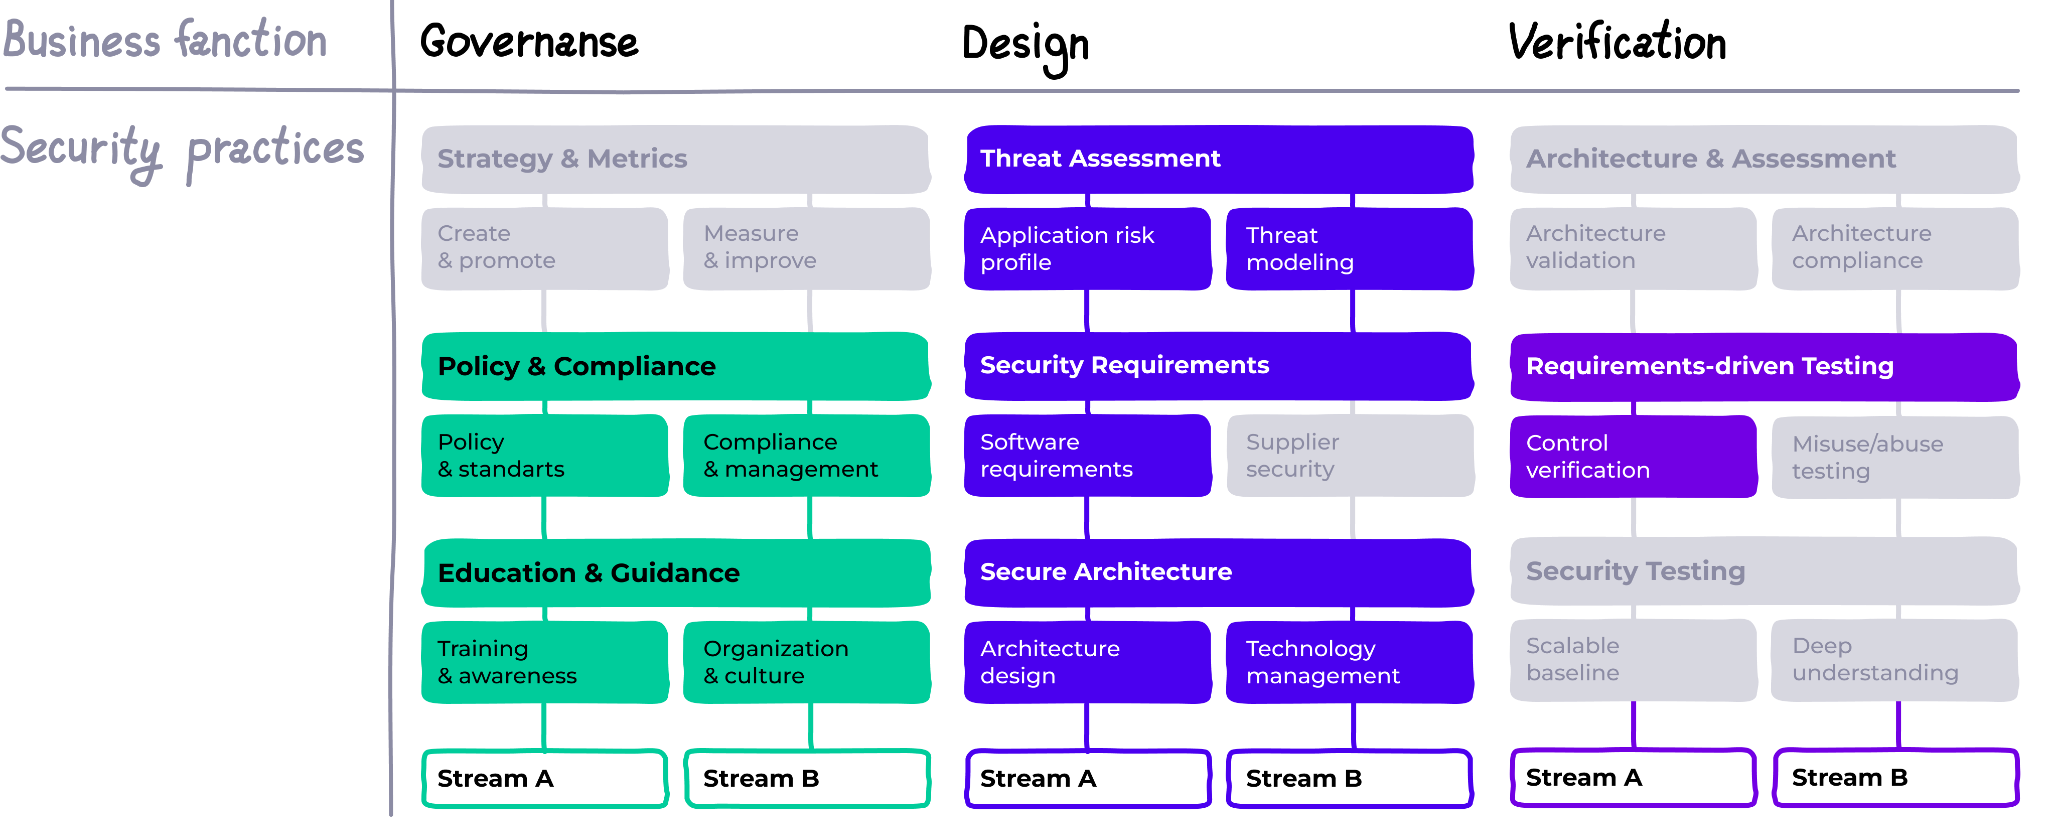 Business fanction
Governanse
Design
Verification
Security practices
Strategy & Metrics
Create
& promote
Measure
& improve
Policy & Compliance
Policy
& standarts
Compliance
& management
Education & Guidance
Training
& awareness
Organization
& culture
Stream A
Stream B
Threat Assessment
Application risk
profile
Threat
modeling
Security Requirements
Software
requirements
Supplier
security
Secure Architecture
Architecture
design
Technology
management
Stream A
Stream B
Architecture & Assessment
Architecture
validation
Architecture
compliance
Requirements-driven Testing
Control
verification
Misuse/abuse
testing
Security Testing
Scalable
baseline
Deep
understanding
Stream A
Stream B